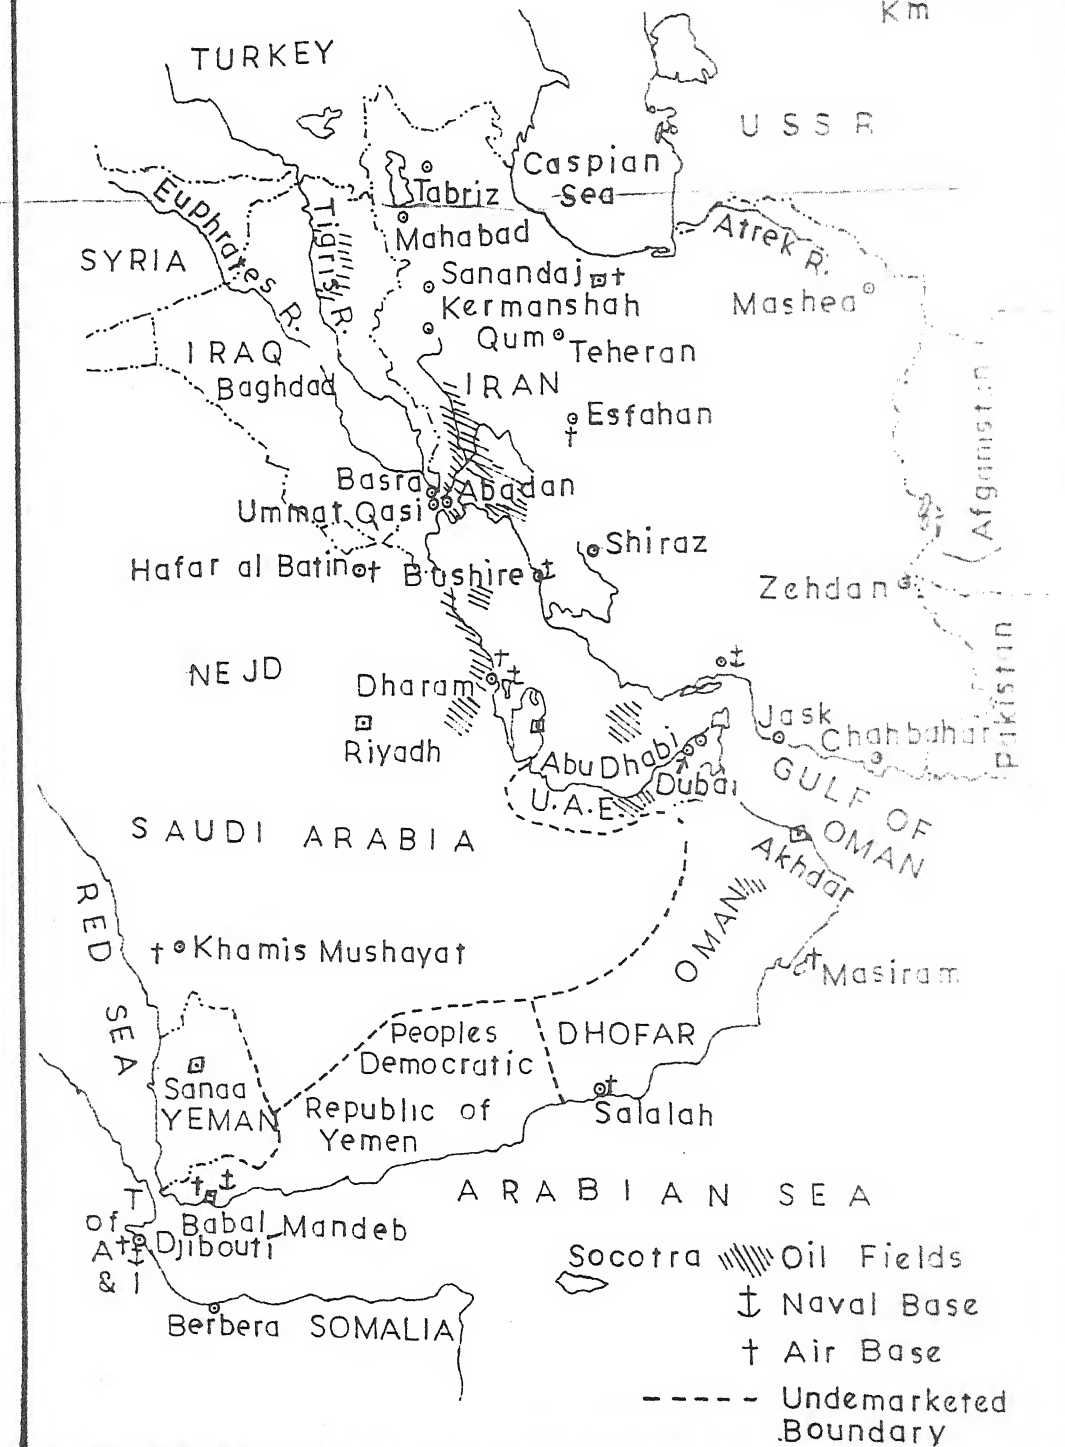 Km
TURKEY
USSR
Caspian
Sea
Tabriz
Mahabad
Euphrates R.
Tigris R.
Atrek R.
SYRIA
Sanandaj
Kermanshah
Mashea
Qum
Teheran
IRAQ
Baghdad
IRAN
Esfahan
Afganistan
Basra
Abadan
Ummat Qasi
Shiraz
Hafar al Batin
Bushire
Zehdan
NEJD
Dharam
Pakistan
Riyadh
Jask
Chahbahar
Abu Dhabi
Dubai
U.A.E.
GULF OF
OMAN
SAUDI ARABIA
Akhdar
RED SEA
OMAN
Khamis Mushayat
Masiram
Peoples
Democratic
Republic of
Yemen
DHOFAR
Sanaa
YEMAN
Salalah
ARABIAN SEA
T
of
A
& I
Babal Mandeb
Djibouti
Socotra
Oil Fields
Naval Base
Berbera
SOMALIA
Air Base
Undemarketed
Boundary